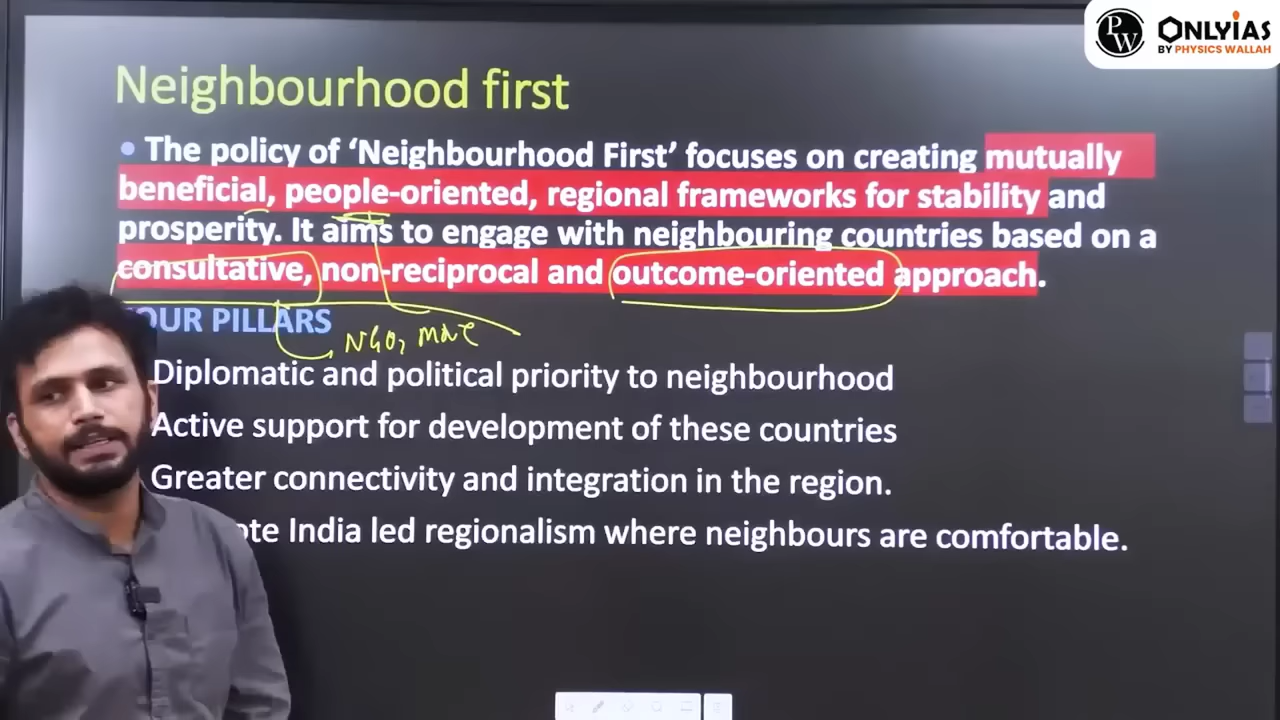 PW ONLYIAS
BY PHYSICS WALLAH
Neighbourhood first
• The policy of ‘Neighbourhood First’ focuses on creating mutually
beneficial, people-oriented, regional frameworks for stability and
prosperity. It aims to engage with neighbouring countries based on a
consultative, non-reciprocal and outcome-oriented approach.
OUR PILLARS
NGO,
Diplomatic and political priority to neighbourhood
Active support for development of these countries
Greater connectivity and integration in the region.
ote India led regionalism where neighbours are comfortable.